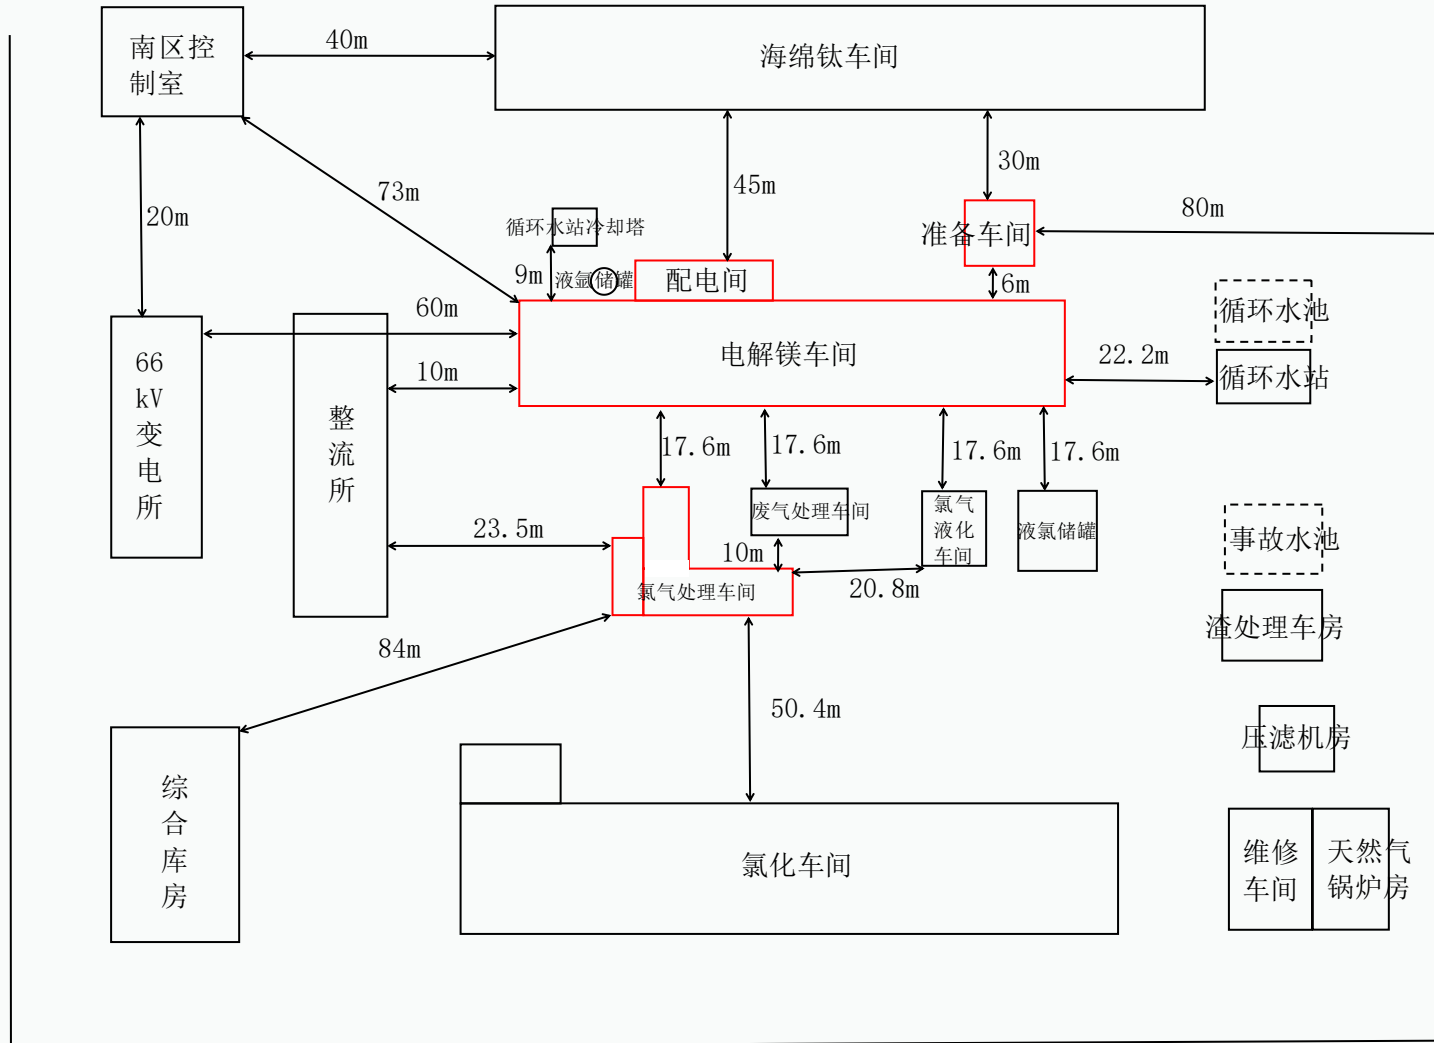 南区控
制室
40m
海绵钛车间
20m
73m
45m
30m
80m
循环水站冷却塔
准备车间
9m
液氩储罐
配电间
6m
60m
循环水池
66
kV
变
电
所
10m
整
流
所
电解镁车间
22.2m
循环水站
17.6m
17.6m
17.6m
17.6m
23.5m
废气处理车间
氯气
液化
车间
液氯储罐
事故水池
10m
氯气处理车间
20.8m
渣处理车房
84m
50.4m
压滤机房
综
合
库
房
氯化车间
维修
车间
天然气
锅炉房